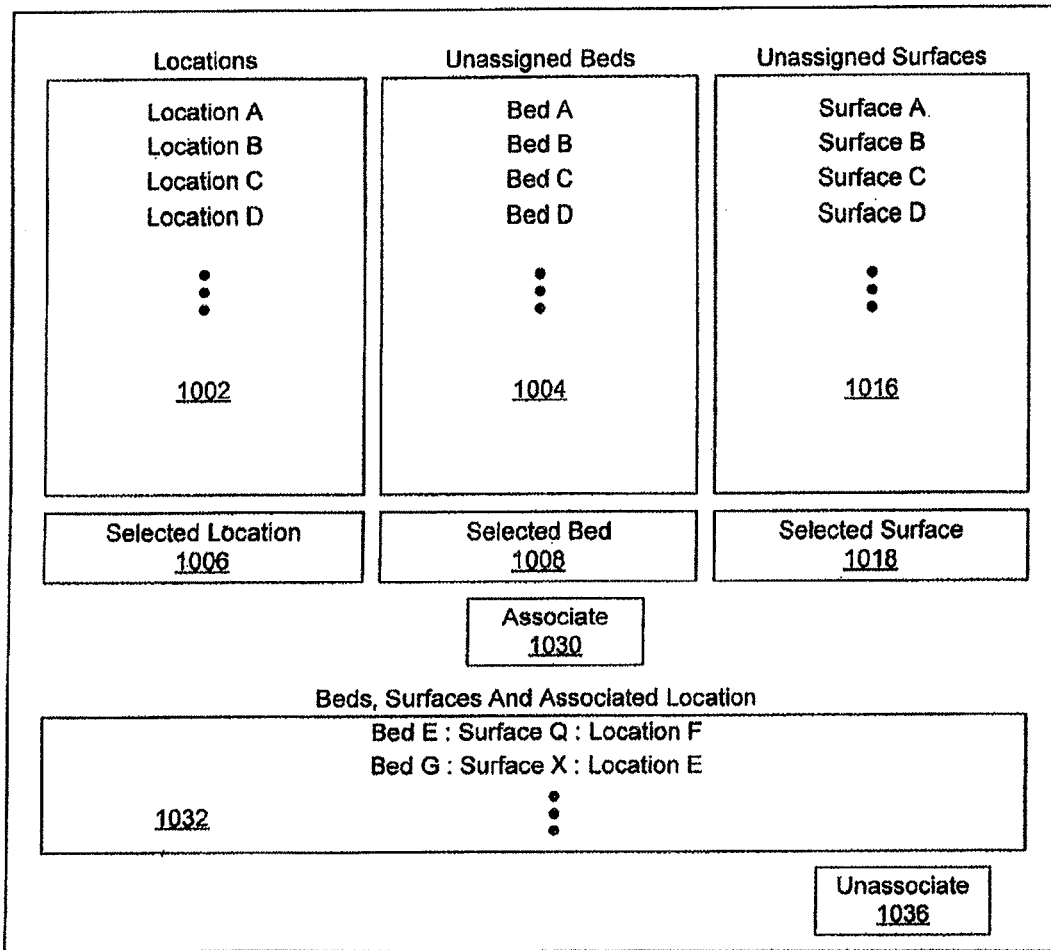 Locations
Unassigned Beds
Unassigned Surfaces
Location A
Location B
Location C
Location D
1002
Bed A
Bed B
Bed C
Bed D
1004
Surface A
Surface B
Surface C
Surface D
1016
Selected Location
1006
Selected Bed
1008
Selected Surface
1018
Associate
1030
Beds, Surfaces And Associated Location
Bed E : Surface Q : Location F
Bed G : Surface X : Location E
1032
Unassociate
1036